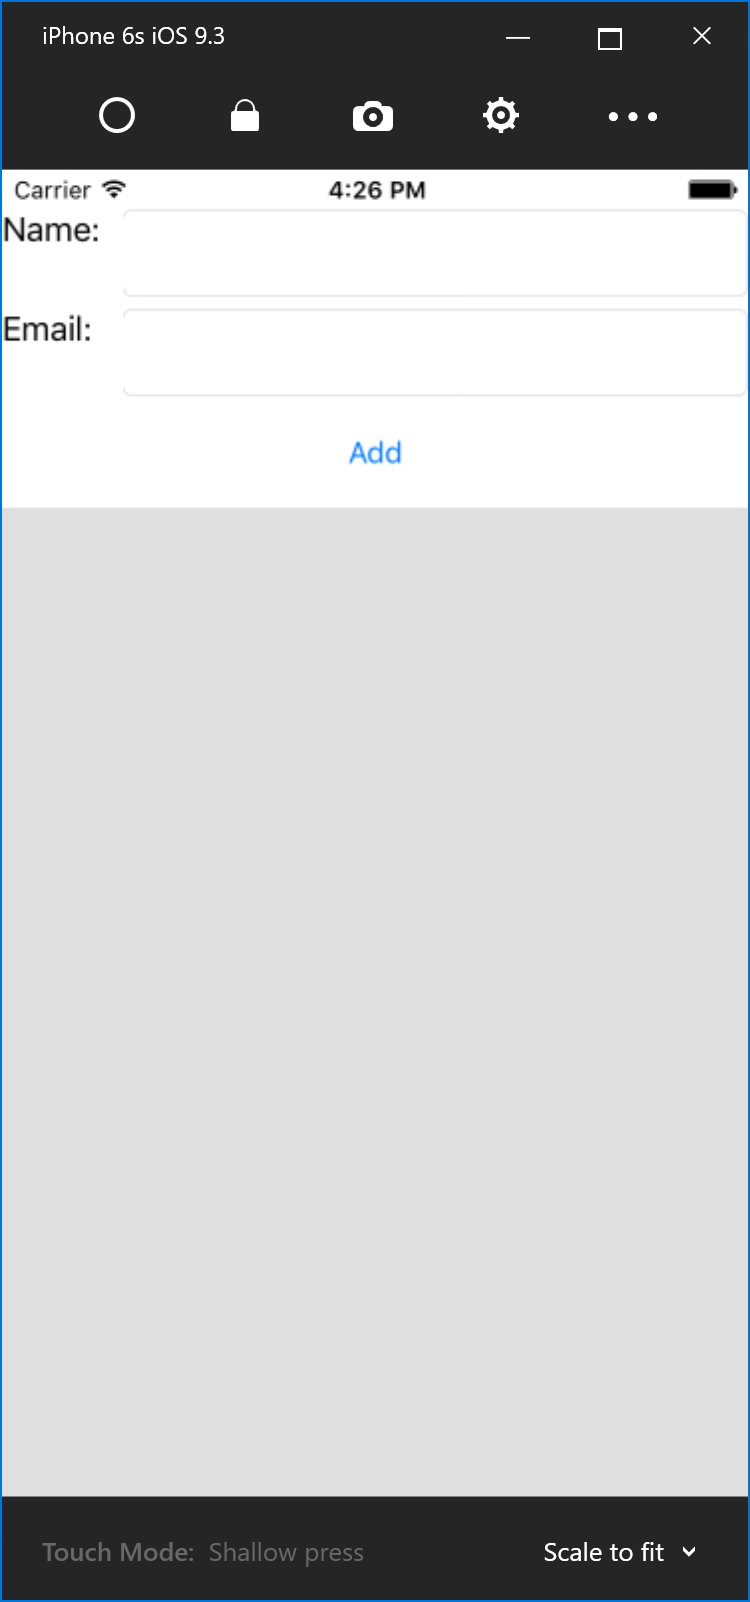 iPhone 6s iOS 9.3
Carrier 4:26 PM
Name:
Email:
Add
Touch Mode: Shallow press Scale to fit